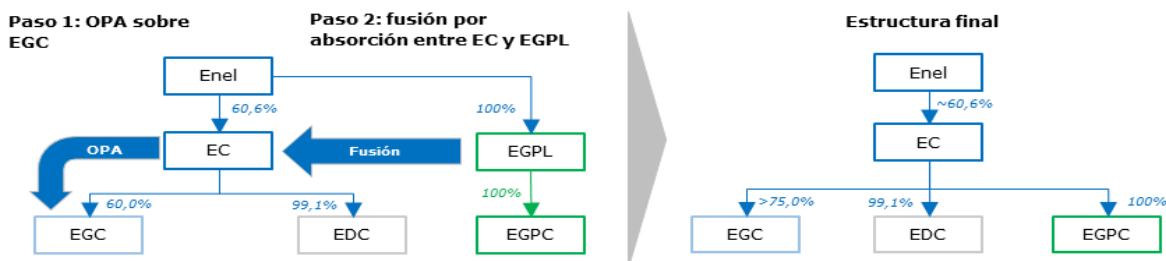 Paso 1: OPA sobre
EGC
Paso 2: fusión por
absorción entre EC y EGPL
Enel
60,6%
100%
OPA
EC
Fusión
EGPL
60,0%
99,1%
100%
EGC
EDC
EGPC
Estructura final
Enel
~60,6%
EC
>75,0%
99,1%
100%
EGC
EDC
EGPC